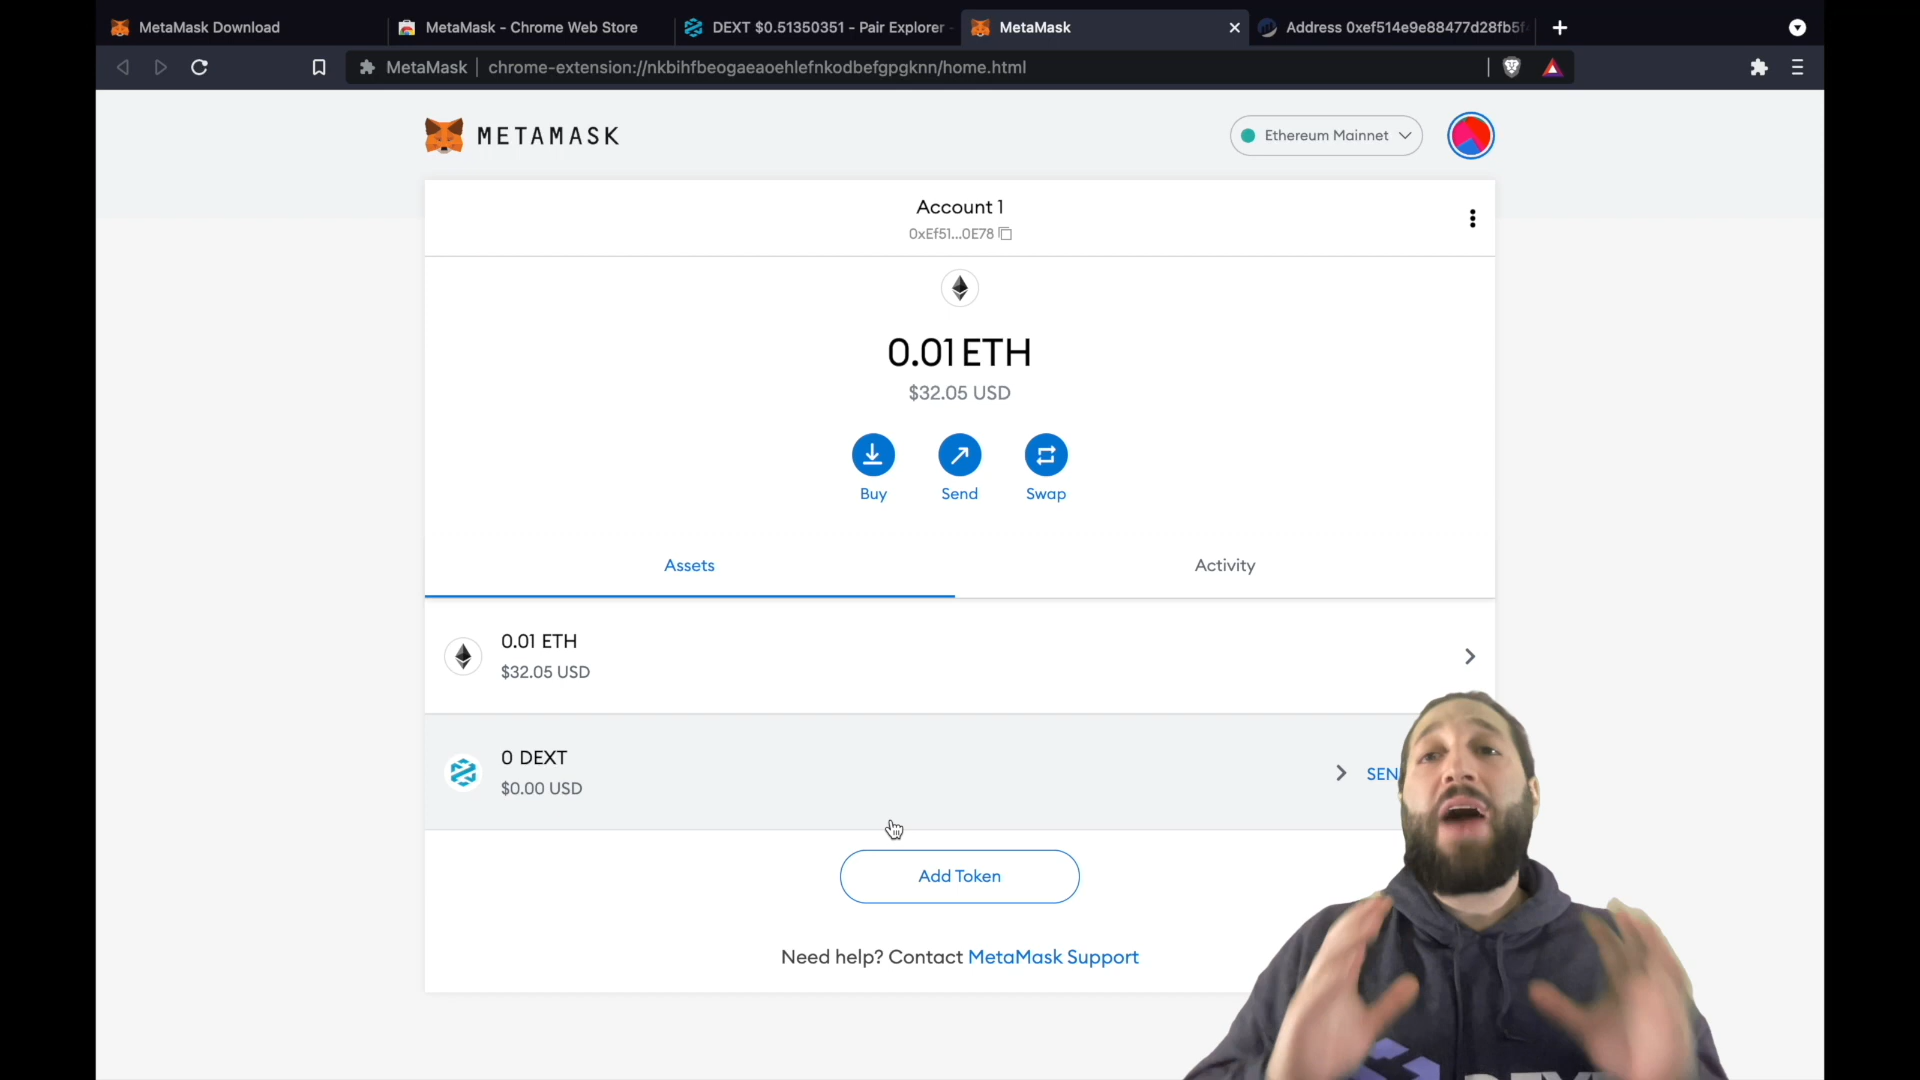 MetaMask Download
MetaMask - Chrome Web Store
DEXT $0.51350351 - Pair Explorer
MetaMask
Address 0xef514e9e88477d28fb5f
MetaMask | chrome-extension://nkbihfbeogaeaoehlefnkodbefgpgknn/home.html
METAMASK
Ethereum Mainnet
Account 1
0xEf51...0E78
0.01 ETH
$32.05 USD
Buy
Send
Swap
Assets
Activity
0.01 ETH
$32.05 USD
0 DEXT
$0.00 USD
SEN
Add Token
Need help? Contact MetaMask Support